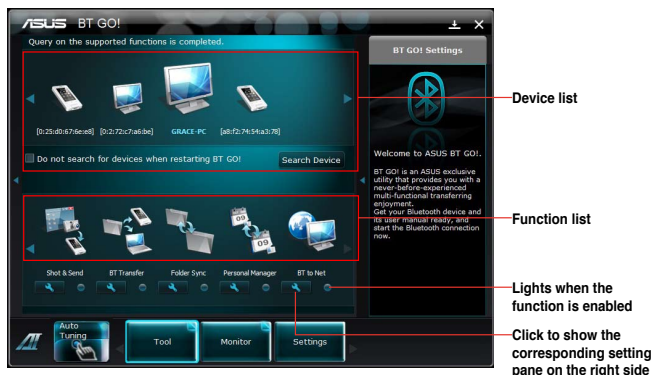 ASUS BT GO!
Query on the supported functions is completed.
[0:25:d0:67:6e:e8]
[0:2:72:c7:a6:be]
GRACE-PC
[a8:f2:74:54:a3:78]
Do not search for devices when restarting BT GO!
Search Device
09
09
Shot & Send
BT Transfer
Folder Sync
Personal Manager
BT to Net
Auto
Tuning
Tool
Monitor
Settings
BT GO! Settings
Welcome to ASUS BT GO!.
BT GO! is an ASUS exclusive
utility that provides you with a
never-before-experienced
multi-functional transferring
enjoyment.
Get your Bluetooth device and
its user manual ready, and
start the Bluetooth connection
now.
Device list
Function list
Lights when the
function is enabled
Click to show the
corresponding setting
pane on the right side